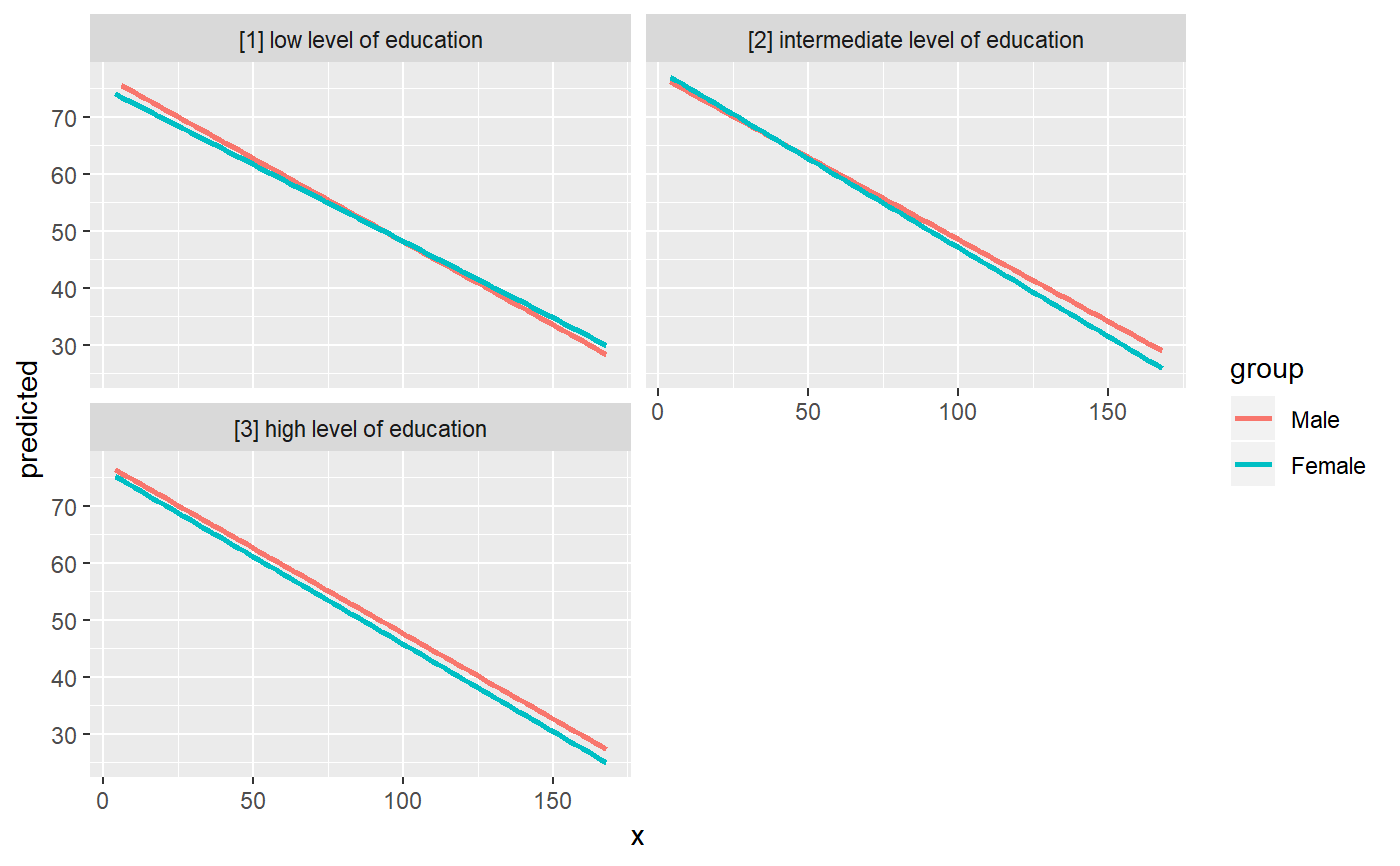 [1] low level of education
[2] intermediate level of education
70
60
50
40
30
0 50 100 150
[3] high level of education
70
60
50
40
30
0 50 100 150
predicted
x
group
Male
Female